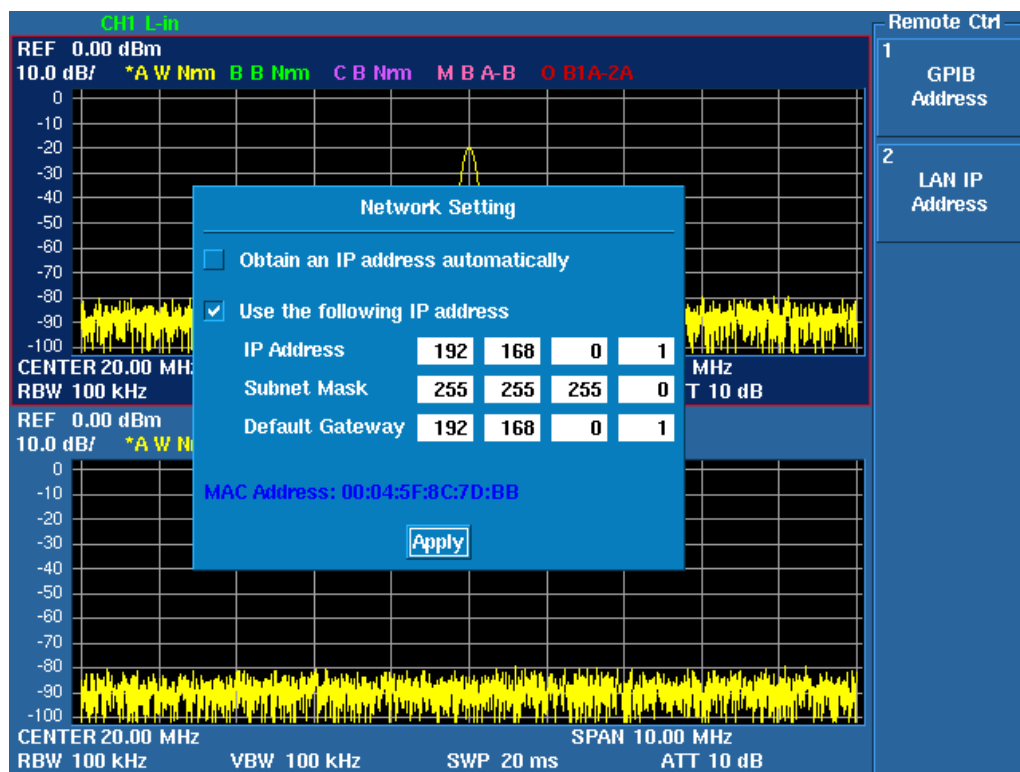 CH1 L-in
Remote Ctrl
REF 0.00 dBm
10.0 dB/ *A W Nrm B B Nrm C B Nrm M B A-B O B1A-2A
0
-10
-20
-30
-40
-50
-60
-70
-80
-90
-100
CENTER 20.00 MH
MHz
RBW 100 kHz
T 10 dB
1
GPIB
Address
2
LAN IP
Address
Network Setting
Obtain an IP address automatically
Use the following IP address
IP Address 192 168 0 1
Subnet Mask 255 255 255 0
Default Gateway 192 168 0 1
MAC Address: 00:04:5F:8C:7D:BB
Apply
REF 0.00 dBm
10.0 dB/ *A W N
0
-10
-20
-30
-40
-50
-60
-70
-80
-90
-100
CENTER 20.00 MHz SPAN 10.00 MHz
RBW 100 kHz VBW 100 kHz SWP 20 ms ATT 10 dB